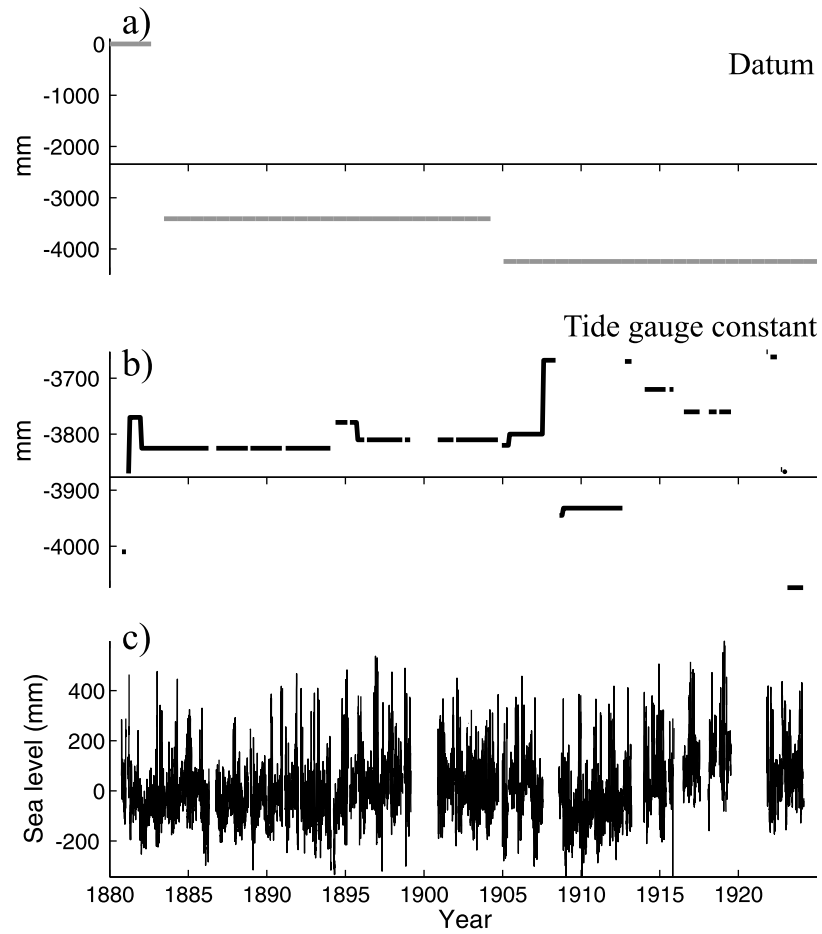 a)
Datum
0
-1000
-2000
-3000
-4000
mm
Tide gauge constant
b)
-3700
-3800
-3900
-4000
mm
c)
400
200
0
-200
Sea level (mm)
1880 1885 1890 1895 1900 1905 1910 1915 1920
Year